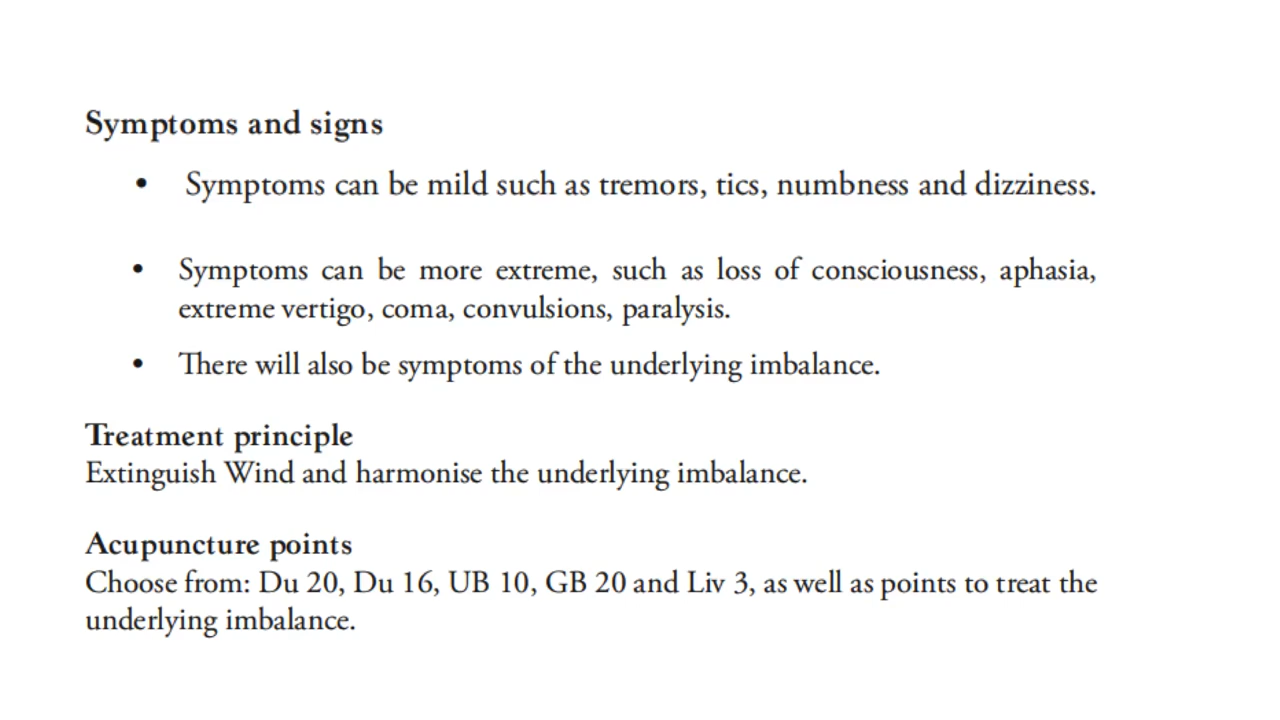 Symptoms and signs
• Symptoms can be mild such as tremors, tics, numbness and dizziness.
• Symptoms can be more extreme, such as loss of consciousness, aphasia,
extreme vertigo, coma, convulsions, paralysis.
• There will also be symptoms of the underlying imbalance.
Treatment principle
Extinguish Wind and harmonise the underlying imbalance.
Acupuncture points
Choose from: Du 20, Du 16, UB 10, GB 20 and Liv 3, as well as points to treat the
underlying imbalance.